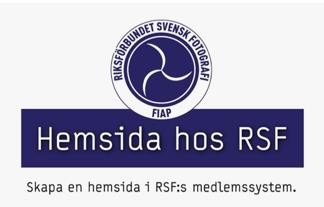 RIKSFÖRBUNDET SVENSK FOTOGRAFI
FIAP
Hemsida hos RSF
Skapa en hemsida i RSF:s medlemssystem.